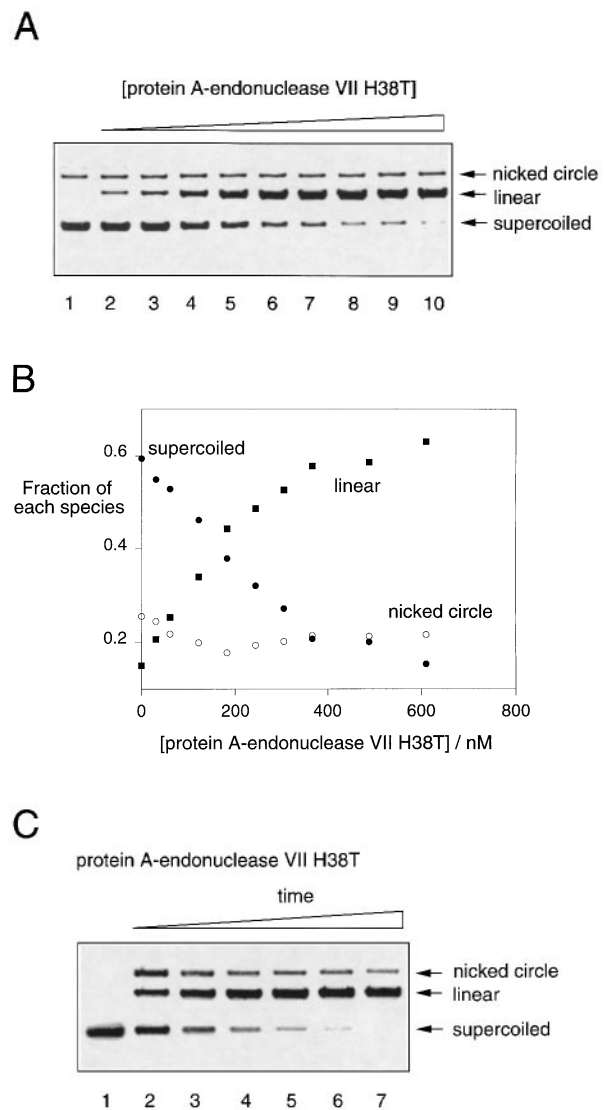 A
[protein A-endonuclease VII H38T]
nicked circle
linear
supercoiled
1 2 3 4 5 6 7 8 9 10
B
0.6
supercoiled
linear
Fraction of
each species
0.4
nicked circle
0.2
0 200 400 600 800
[protein A-endonuclease VII H38T] / nM
C
protein A-endonuclease VII H38T
time
nicked circle
linear
supercoiled
1 2 3 4 5 6 7